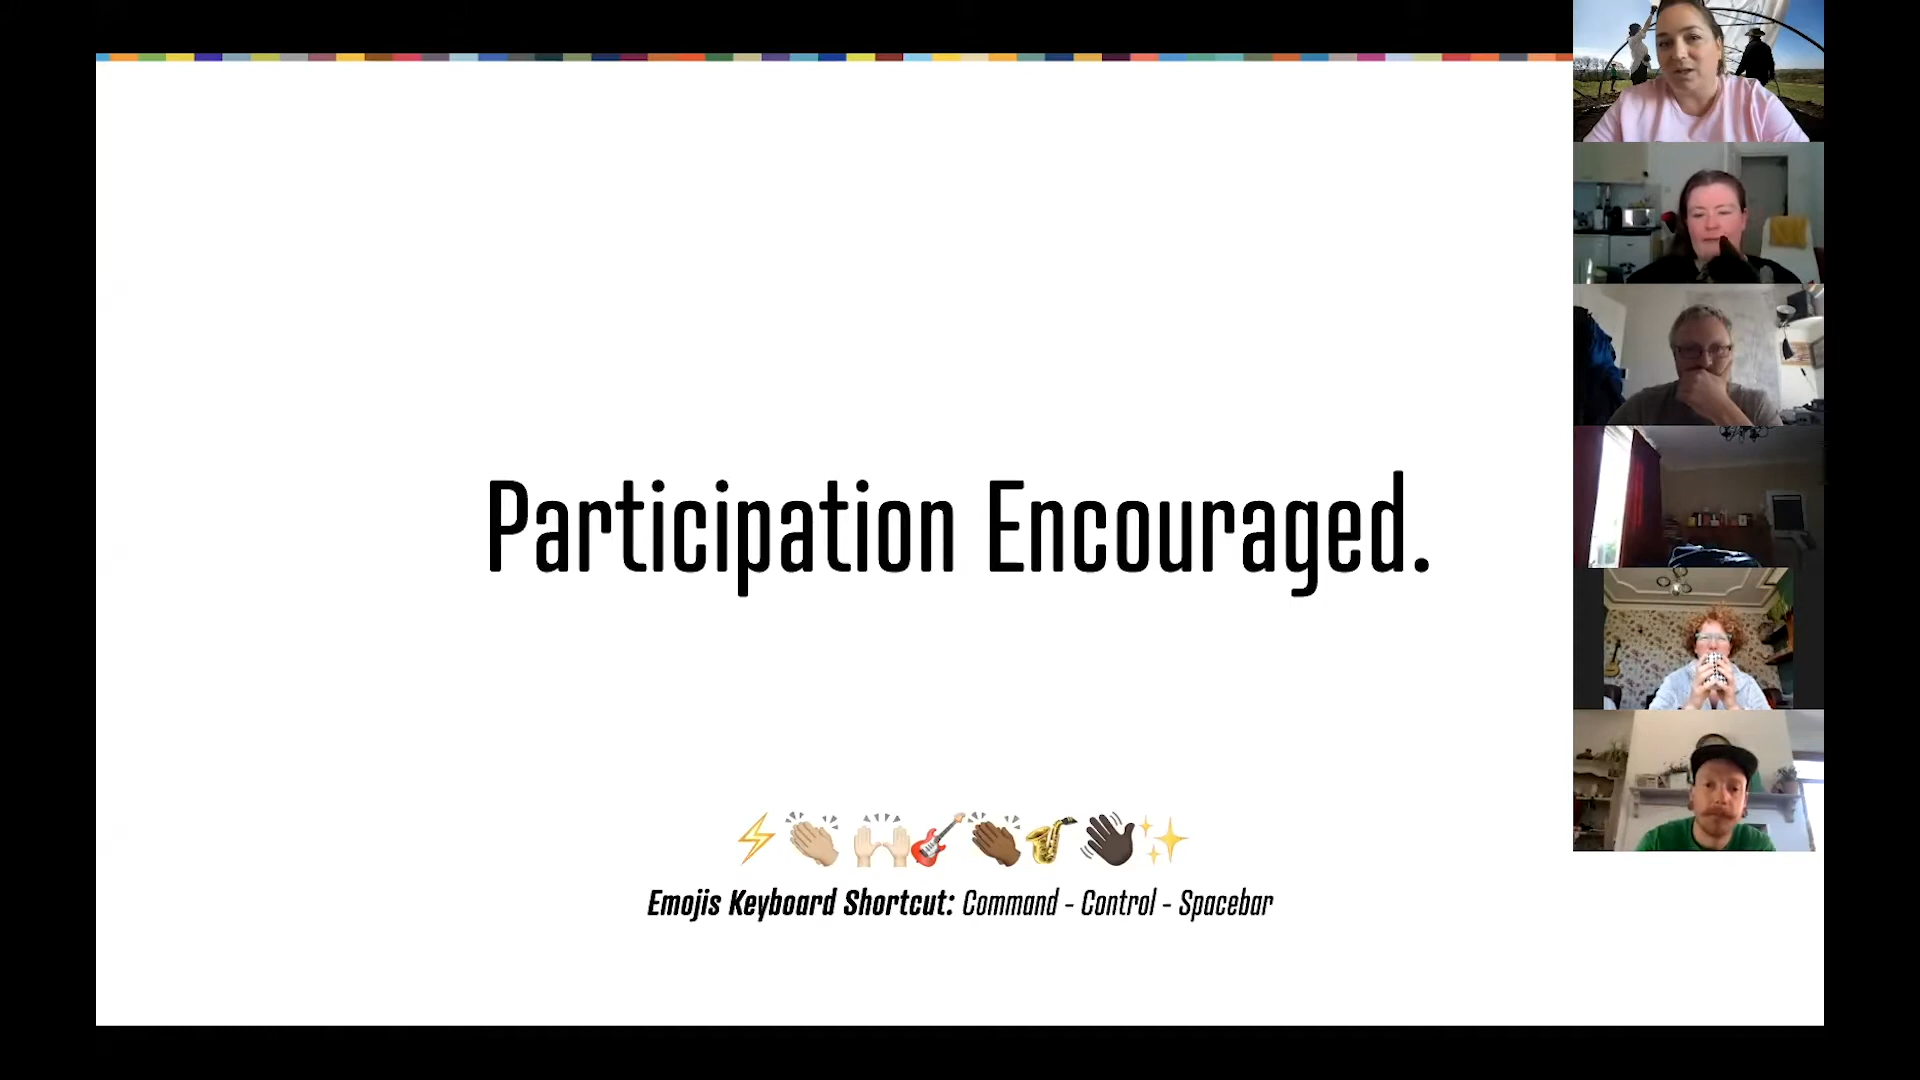 Participation Encouraged.
⚡👏🏼🙌🏻🎸👏🏾🎷👋🏿✨
Emojis Keyboard Shortcut: Command - Control - Spacebar